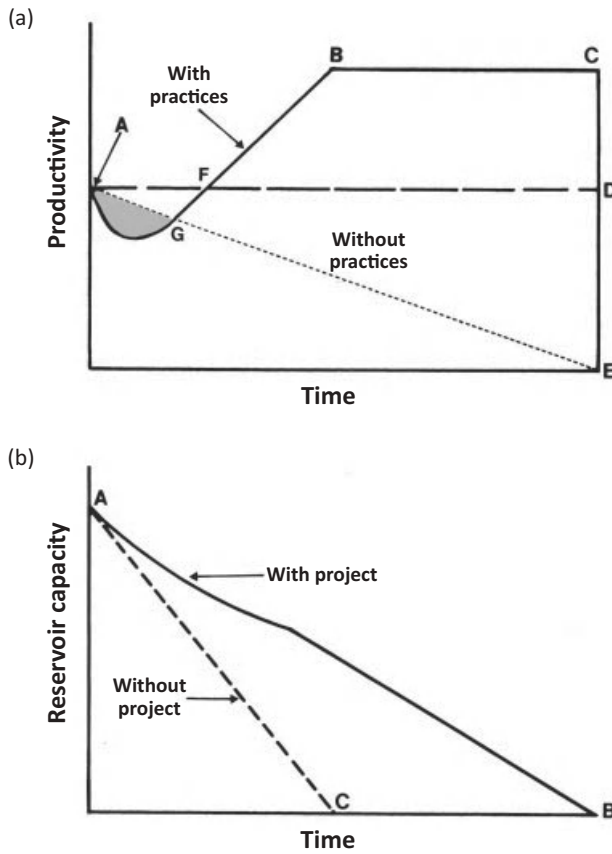 (a)
B
C
With
practices
A
Productivity
F
D
G
Without
practices
E
Time
(b)
A
With project
Reservoir capacity
Without
project
C
B
Time